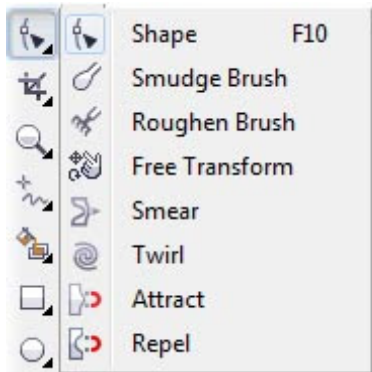 Shape F10
Smudge Brush
Roughen Brush
Free Transform
Smear
Twirl
Attract
Repel